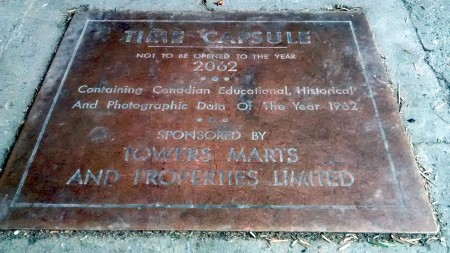 TIME CAPSULE
NOT TO BE OPENED TO THE YEAR
2062
Containing Canadian Educational, Historical
And Photographic Data Of The Year 1962
SPONSORED BY
TOWERS MARTS
AND PROPERTIES LIMITED